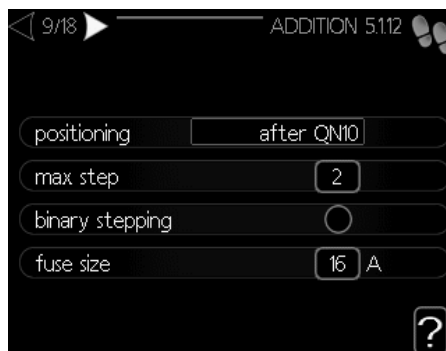 9/18 ADDITION 5.1.12
positioning after QN10
max step 2
binary stepping
fuse size 16 A
?